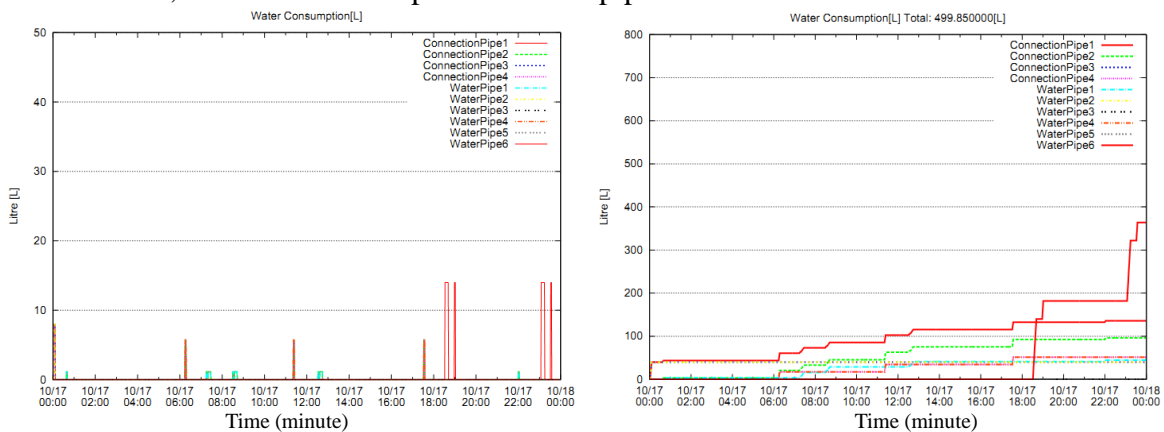 Water Consumption[L]
50
40
30
20
10
0
Litre [L]
ConnectionPipe1
ConnectionPipe2
ConnectionPipe3
ConnectionPipe4
WaterPipe1
WaterPipe2
WaterPipe3
WaterPipe4
WaterPipe5
WaterPipe6
10/17 10/17 10/17 10/17 10/17 10/17 10/17 10/17 10/17 10/17 10/17 10/17 10/18
00:00 02:00 04:00 06:00 08:00 10:00 12:00 14:00 16:00 18:00 20:00 22:00 00:00
Time (minute)
Water Consumption[L] Total: 499.850000[L]
800
700
600
500
400
300
200
100
0
Litre [L]
ConnectionPipe1
ConnectionPipe2
ConnectionPipe3
ConnectionPipe4
WaterPipe1
WaterPipe2
WaterPipe3
WaterPipe4
WaterPipe5
WaterPipe6
10/17 10/17 10/17 10/17 10/17 10/17 10/17 10/17 10/17 10/17 10/17 10/17 10/18
00:00 02:00 04:00 06:00 08:00 10:00 12:00 14:00 16:00 18:00 20:00 22:00 00:00
Time (minute)